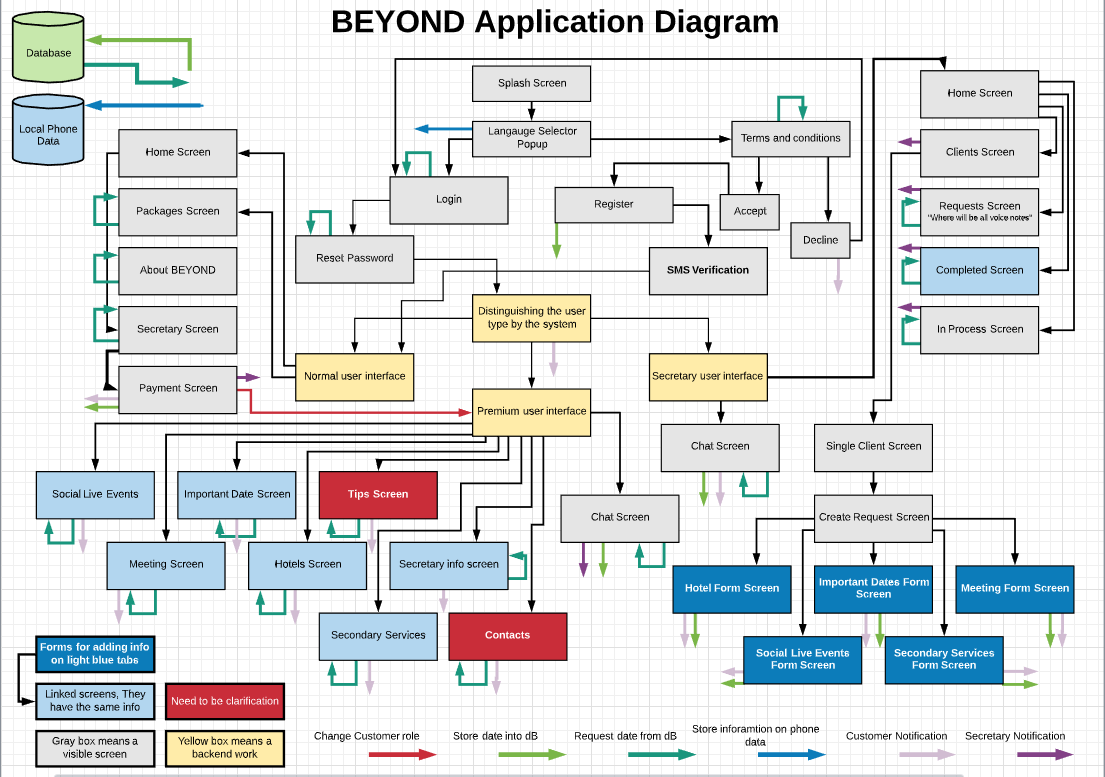 BEYOND Application Diagram
Database
Local Phone
Data
Splash Screen
Langauge Selector
Popup
Terms and conditions
Home Screen
Home Screen
Clients Screen
Packages Screen
Login
Register
Accept
Requests Screen
"Where will be all voice notes"
Decline
About BEYOND
Reset Password
SMS Verification
Completed Screen
Secretary Screen
Distinguishing the user
type by the system
In Process Screen
Payment Screen
Normal user interface
Secretary user interface
Premium user interface
Chat Screen
Single Client Screen
Social Live Events
Important Date Screen
Tips Screen
Chat Screen
Create Request Screen
Meeting Screen
Hotels Screen
Secretary info screen
Hotel Form Screen
Important Dates Form
Screen
Meeting Form Screen
Secondary Services
Contacts
Social Live Events
Form Screen
Secondary Services
Form Screen
Forms for adding info
on light blue tabs
Linked screens, They
have the same info
Need to be clarification
Gray box means a
visible screen
Yellow box means a
backend work
Change Customer role
Store date into dB
Request date from dB
Store inforamtion on phone
data
Customer Notification
Secretary Notification